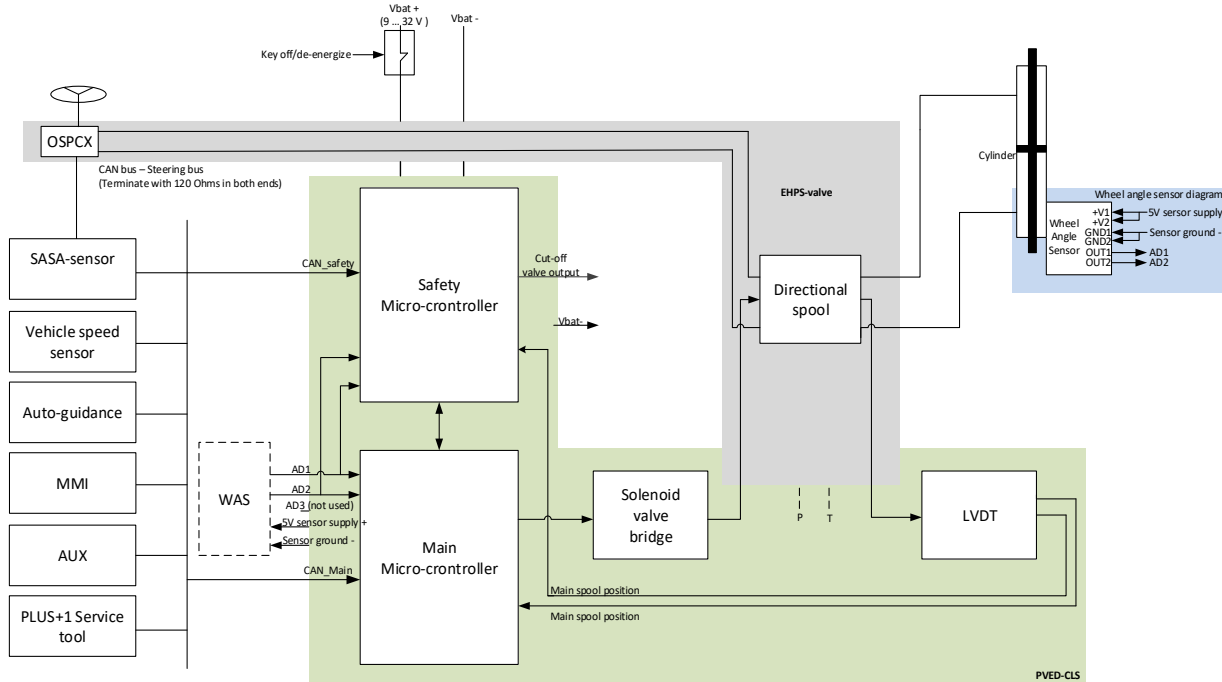 Vbat +
(9 ... 32 V )
Vbat -
Key off/de-energize
OSPCX
CAN bus – Steering bus
(Terminate with 120 Ohms in both ends)
EHPS-valve
Cylinder
Wheel angle sensor diagram
Wheel
Angle
Sensor
+V1
+V2
GND1
GND2
OUT1
OUT2
5V sersor supply
Sensor ground -
AD1
AD2
SASA-sensor
CAN_safety
Safety
Micro-crontroller
Cut-off
valve output
Vbat-
Directional
spool
Vehicle speed
sensor
Auto-guidance
MMI
WAS
AD1
AD2
AD3 (not used)
5V sensor supply +
Sensor ground -
AUX
CAN_Main
Main
Micro-crontroller
Solenoid
valve
bridge
P
T
LVDT
Main spool position
Main spool position
PLUS+1 Service
tool
PVED-CLS